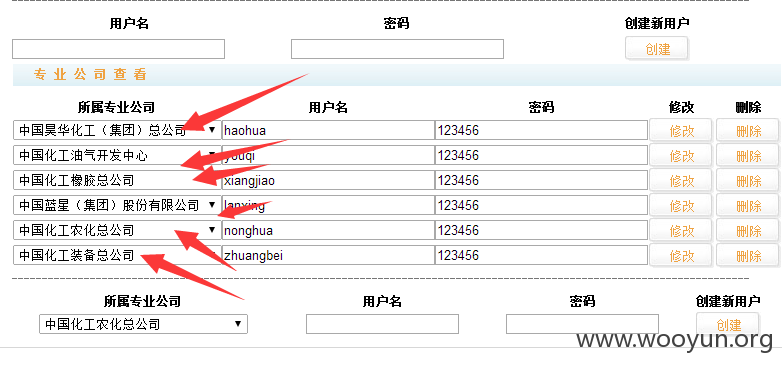 用户名 密码 创建新用户
创建
专业公司查看
所属专业公司 用户名 密码 修改 删除
中国昊华化工（集团）总公司 haohua 123456 修改 删除
中国化工油气开发中心 youqi 123456 修改 删除
中国化工橡胶总公司 xiangjiao 123456 修改 删除
中国蓝星（集团）股份有限公司 lanxing 123456 修改 删除
中国化工农化总公司 nonghua 123456 修改 删除
中国化工装备总公司 zhuangbei 123456 修改 删除
所属专业公司 用户名 密码 创建新用户
中国化工农化总公司 创建
www.wooyun.org